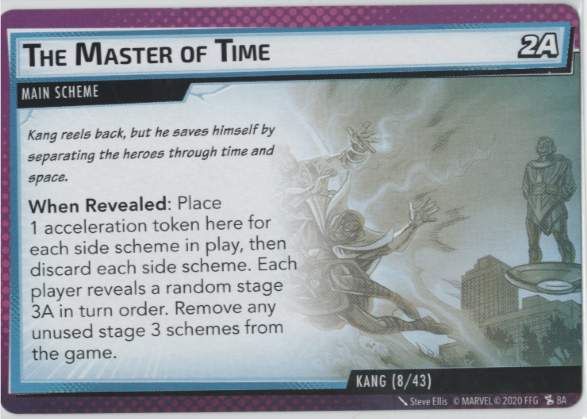 The Master of Time
2A
MAIN SCHEME
Kang reels back, but he saves himself by
separating the heroes through time and
space.
When Revealed: Place
1 acceleration token here for
each side scheme in play, then
discard each side scheme. Each
player reveals a random stage
3A in turn order. Remove any
unused stage 3 schemes from
the game.
KANG (8/43)
Steve Ellis © MARVEL © 2020 FFG 8A